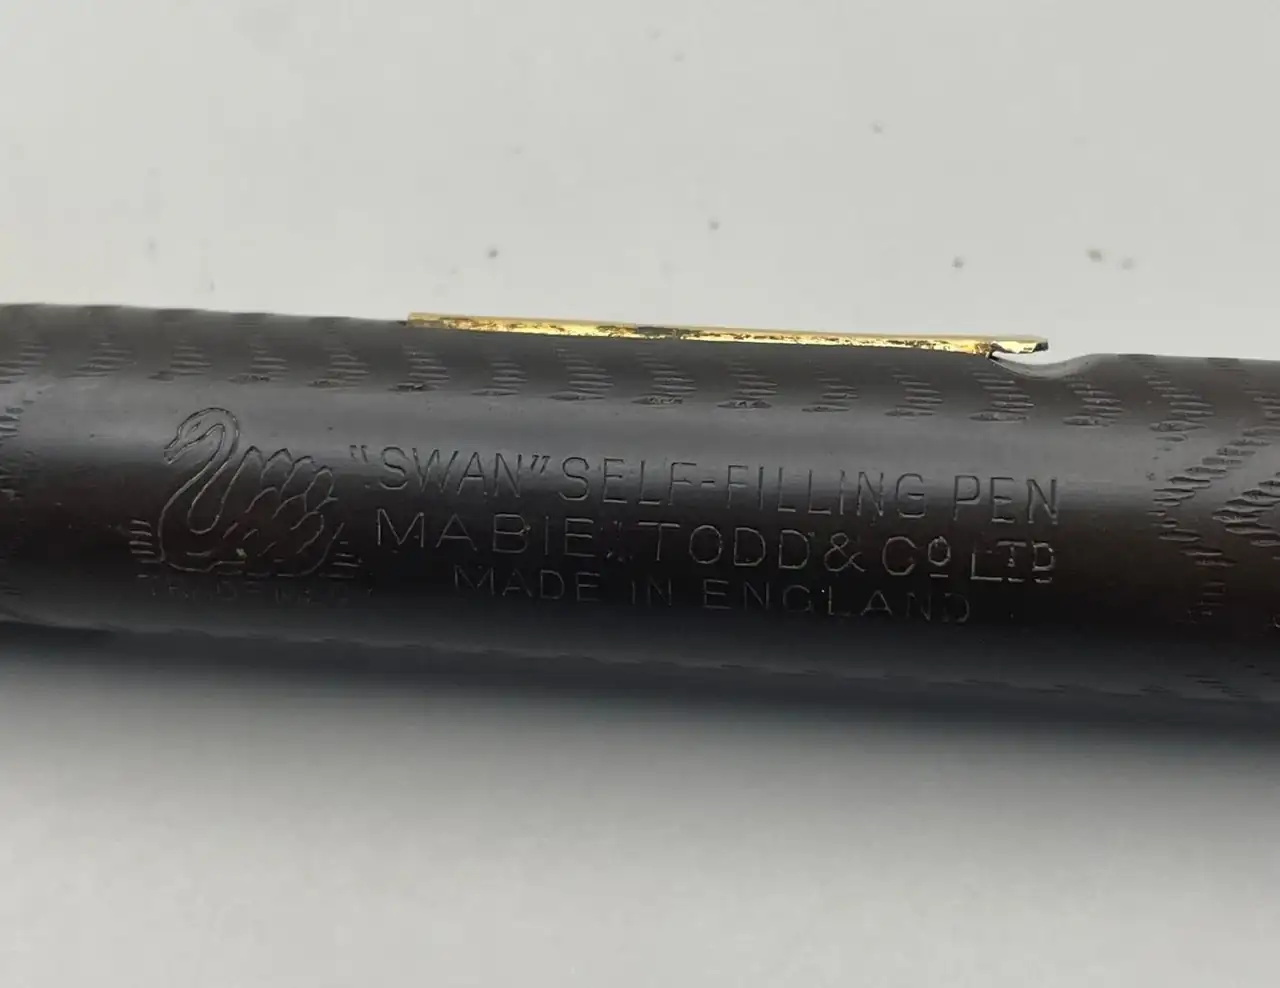 "SWAN" SELF-FILLING PEN
MABIE, TODD & Cº LTD
MADE IN ENGLAND